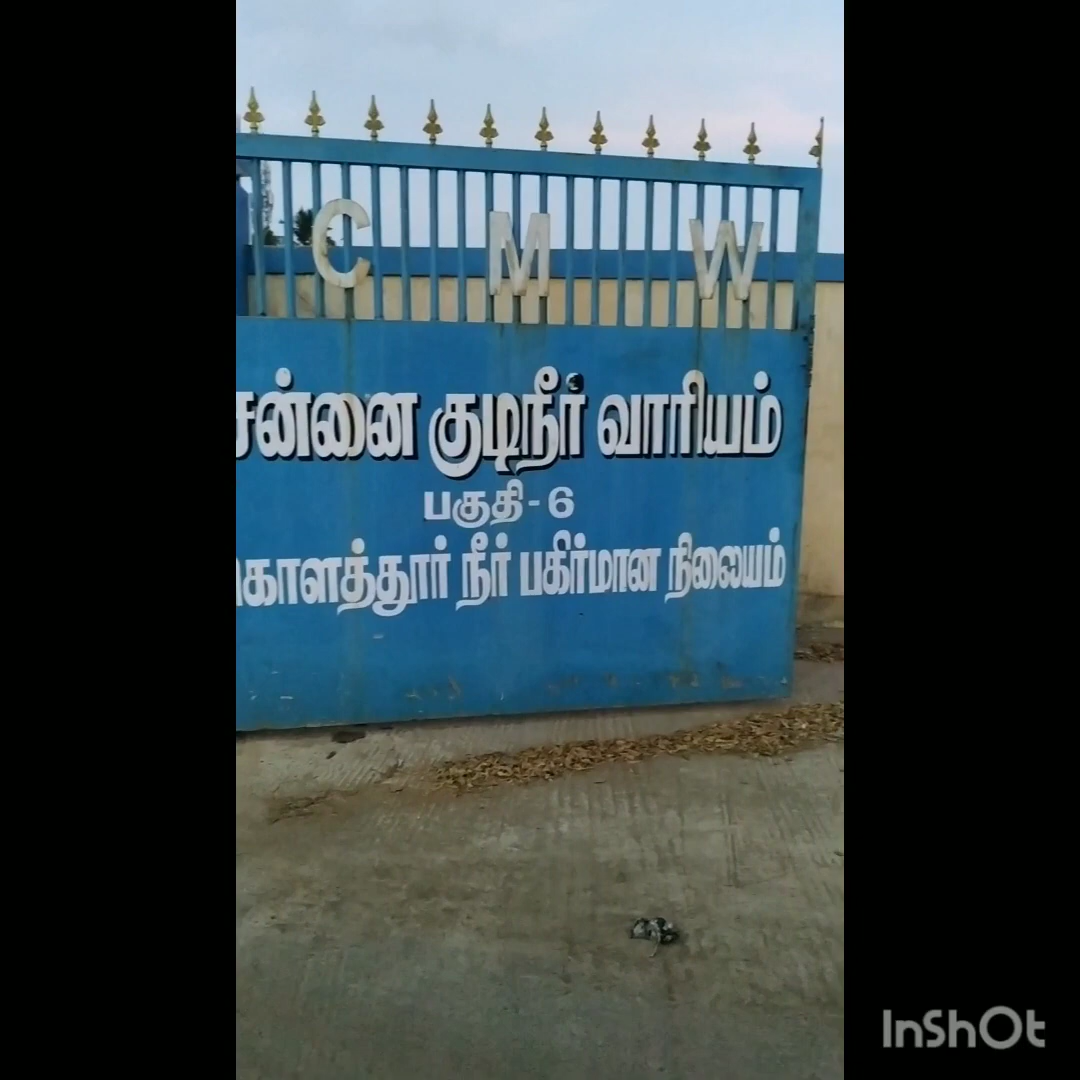 C M W
சென்னை குடிநீர் வாரியம்
பகுதி - 6
கொளத்தூர் நீர் பகிர்மான நிலையம்
InShOt